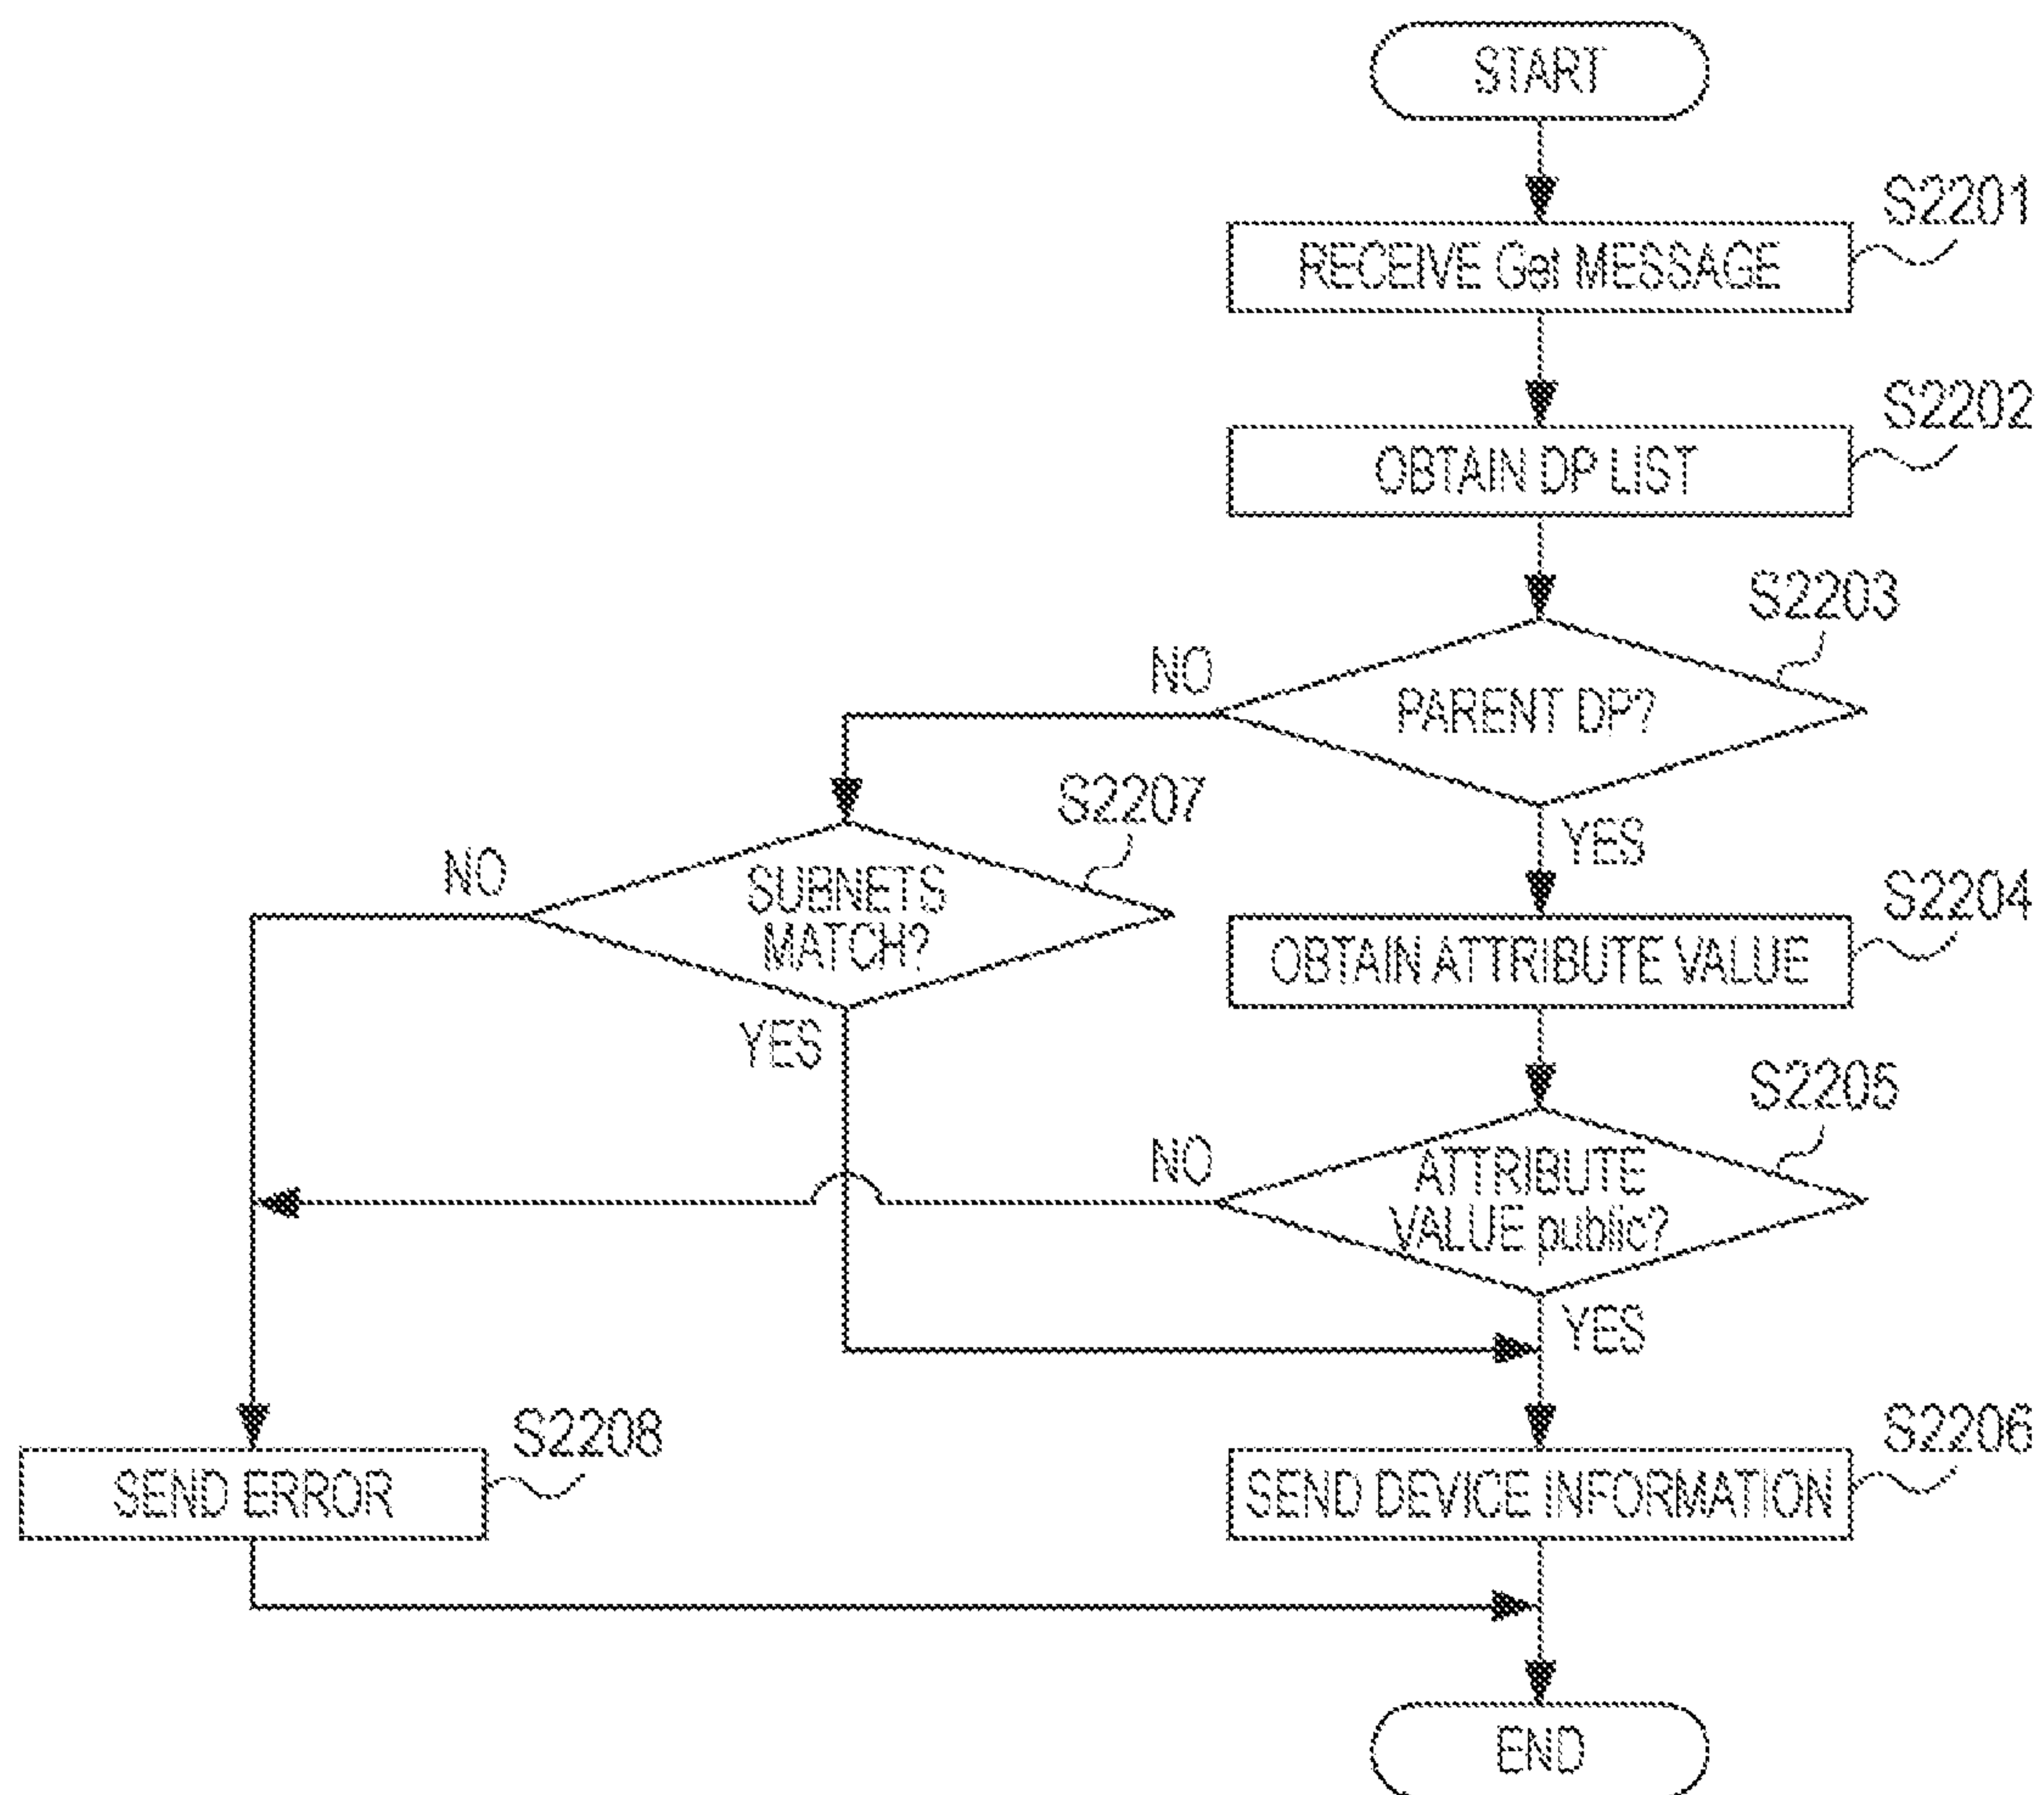 START
S2201
RECEIVE Get MESSAGE
S2202
OBTAIN DP LIST
S2203
NO
PARENT DP?
YES
S2207
NO
SUBNETS
MATCH?
YES
S2204
OBTAIN ATTRIBUTE VALUE
S2205
NO
ATTRIBUTE
VALUE public?
YES
S2208
SEND ERROR
S2206
SEND DEVICE INFORMATION
END